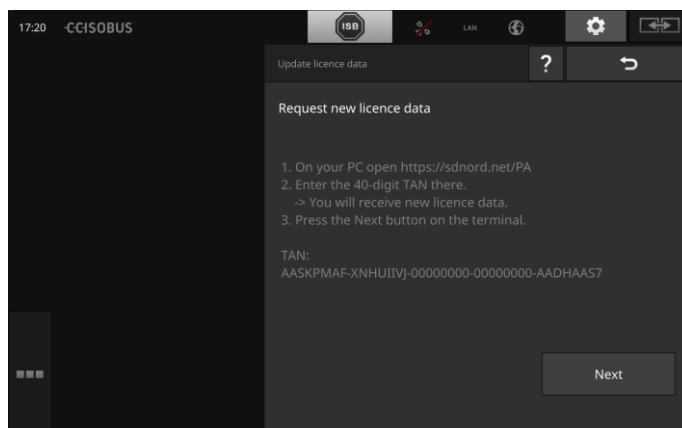 17:20 CCISOBUS ISB LAN
Update licence data ?
Request new licence data
1. On your PC open https://sdnord.net/PA
2. Enter the 40-digit TAN there.
-> You will receive new licence data.
3. Press the Next button on the terminal.
TAN:
AASKPMAF-XNHUIIVJ-00000000-00000000-AADHAAS7
Next